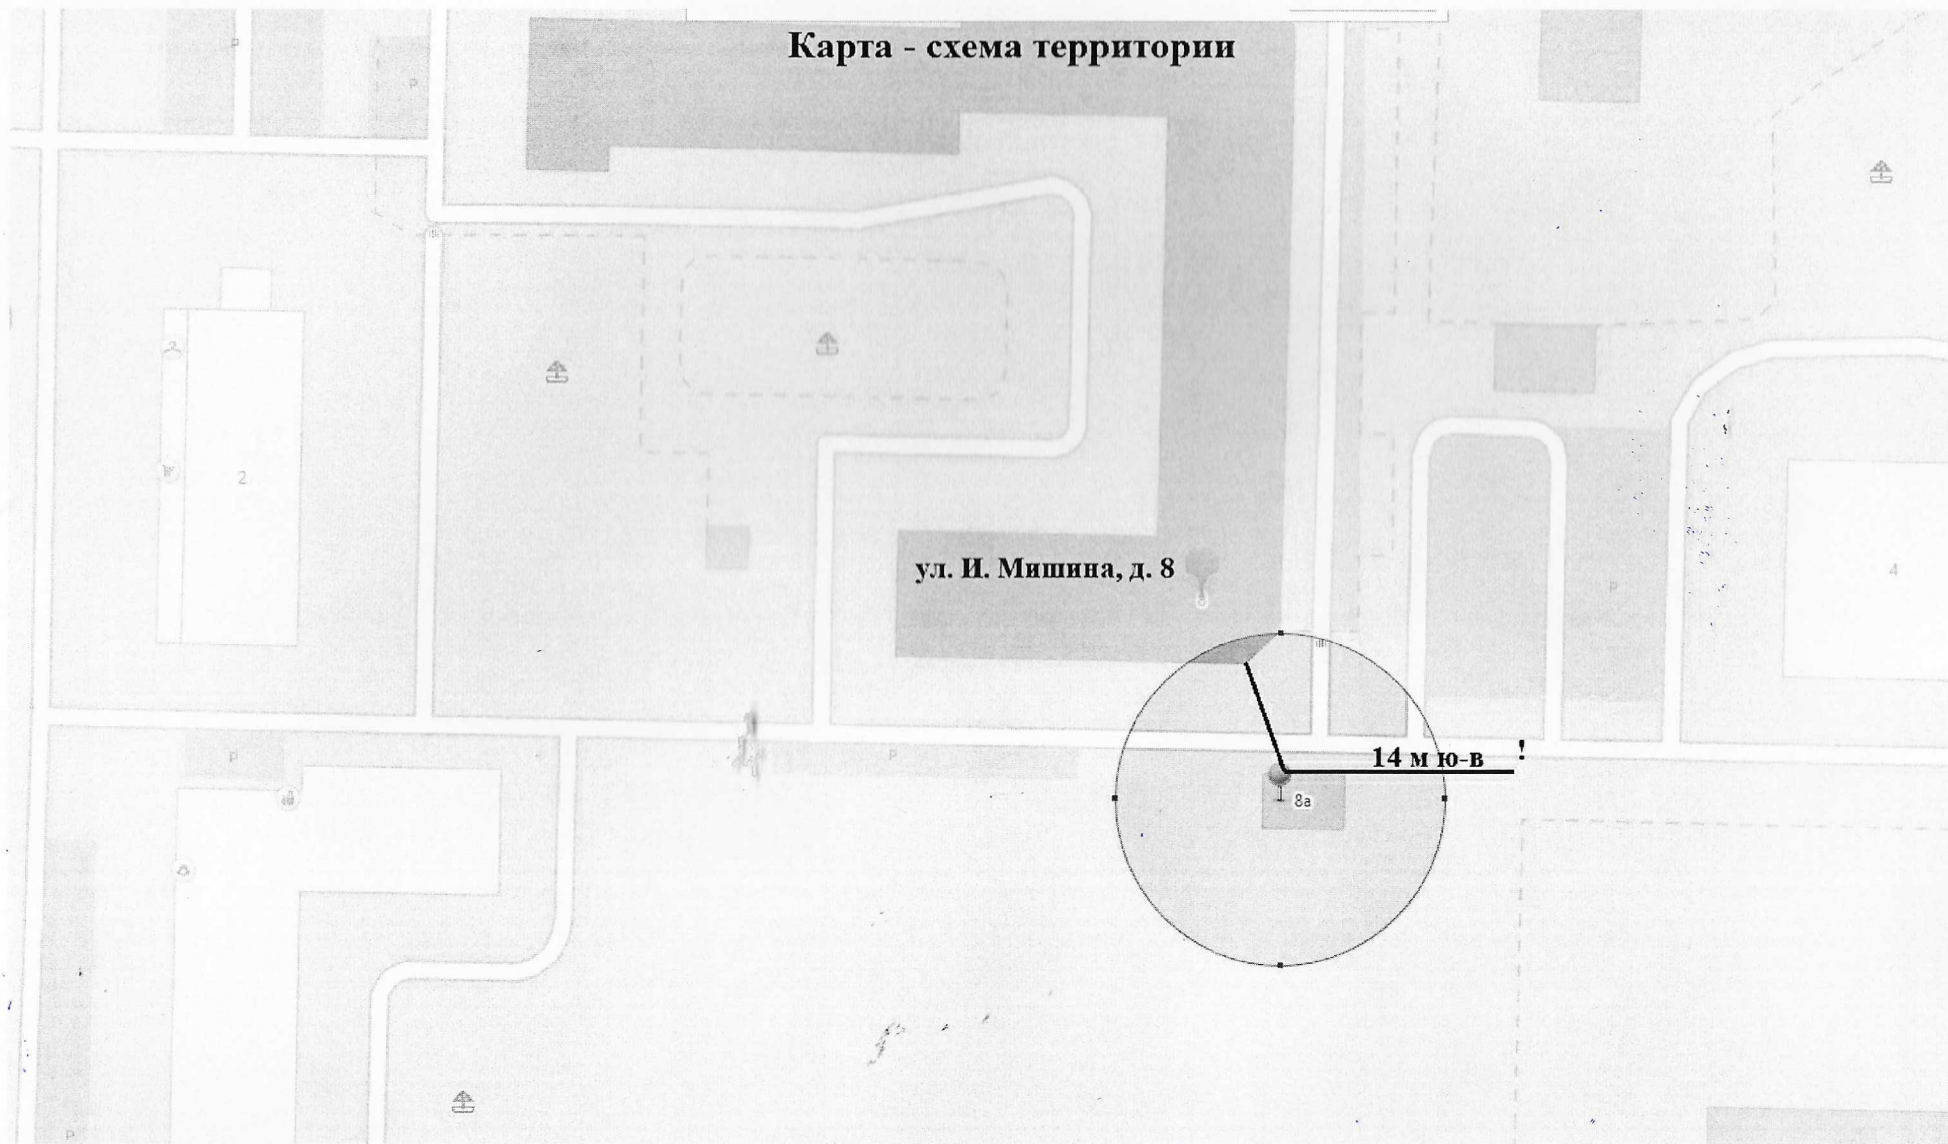 Карта - схема территории
P
P
2
ул. И. Мишина, д. 8
P
4
14 м ю-в
!
P
P
8а
P